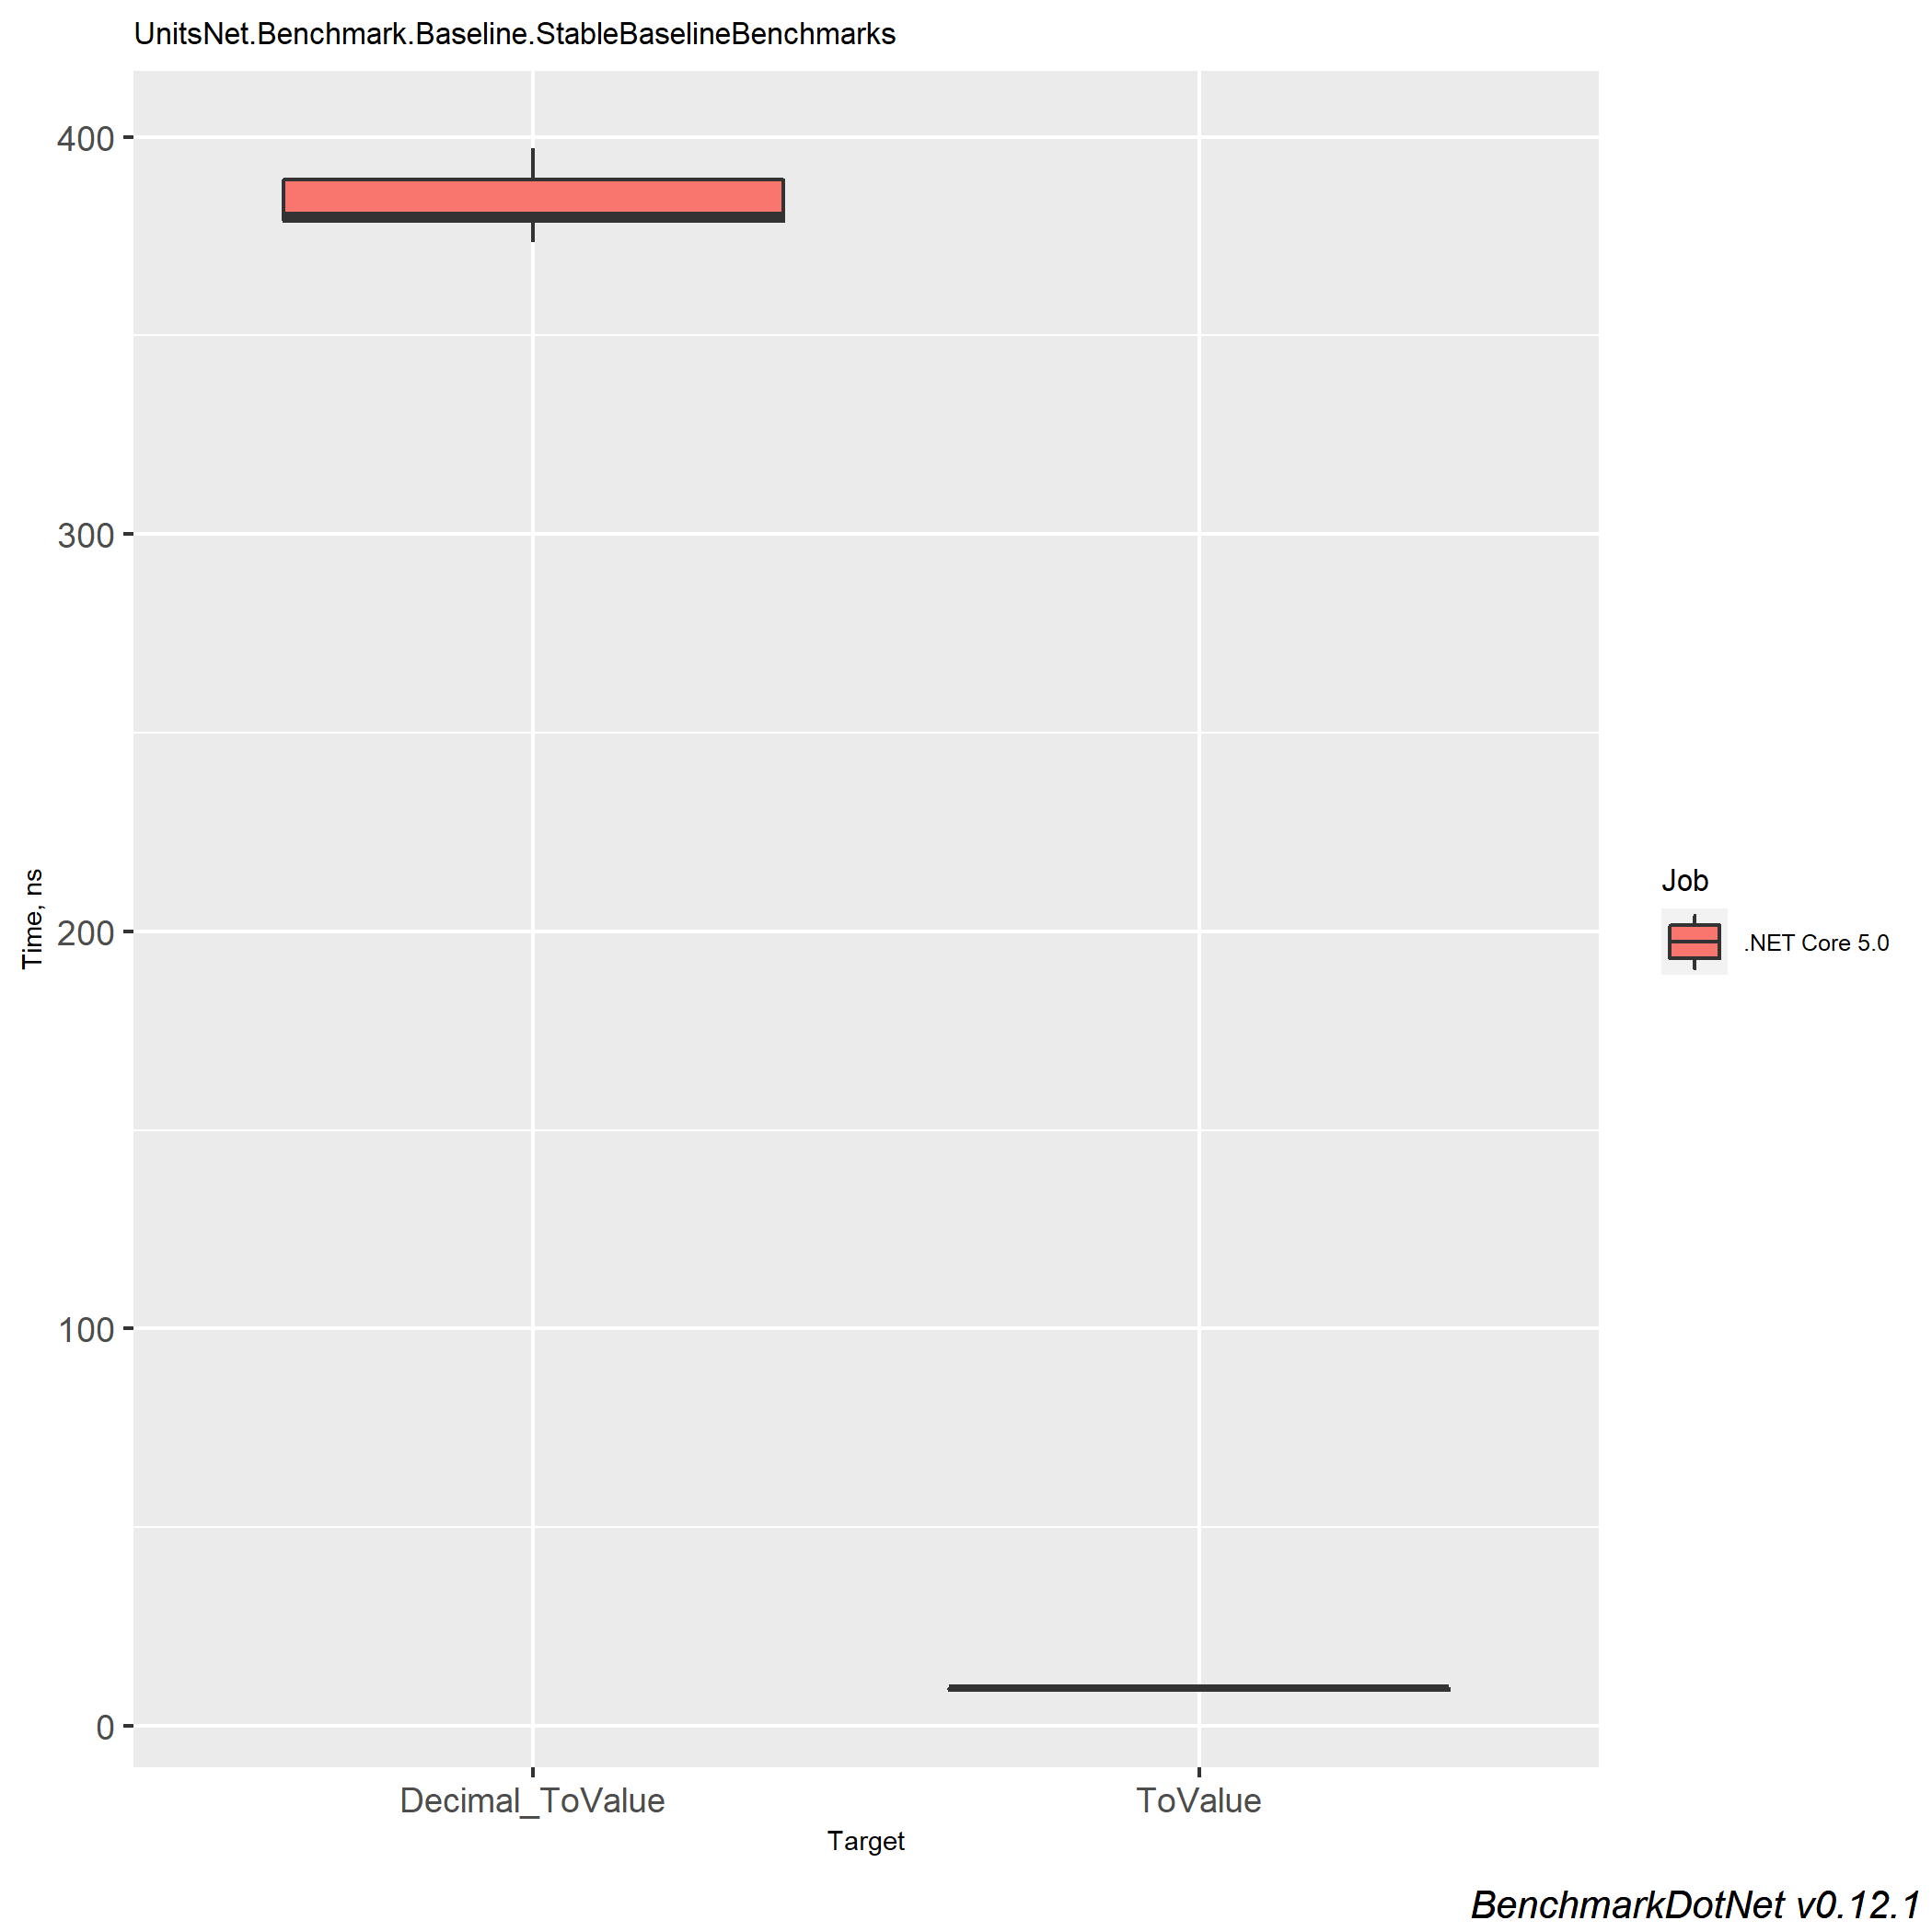 UnitsNet.Benchmark.Baseline.StableBaselineBenchmarks
400
300
200
100
0
Time, ns
Decimal_ToValue
ToValue
Target
Job
.NET Core 5.0
BenchmarkDotNet v0.12.1